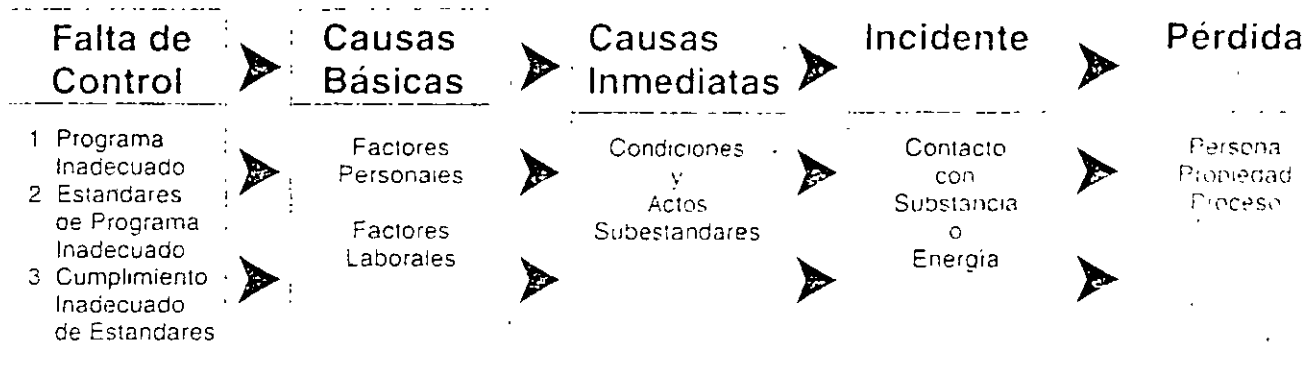 Falta de
Control
Causas
Básicas
Causas
Inmediatas
Incidente
Pérdida
1 Programa
Inadecuado
2 Estandares
de Programa
Inadecuado
3 Cumplimiento
Inadecuado
de Estandares
Factores
Personales
Factores
Laborales
Condiciones
y
Actos
Subestandares
Contacto
con
Substancia
o
Energía
Persona
Propiedad
Proceso